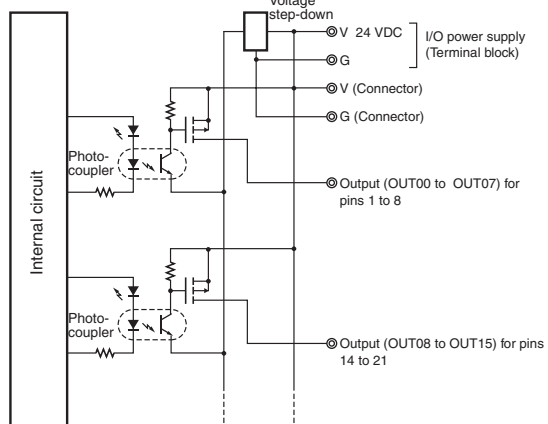 Voltage
step-down
V 24 VDC
I/O power supply
(Terminal block)
G
V (Connector)
G (Connector)
Photo-
coupler
Output (OUT00 to OUT07) for
pins 1 to 8
Internal circuit
Photo-
coupler
Output (OUT08 to OUT15) for pins
14 to 21